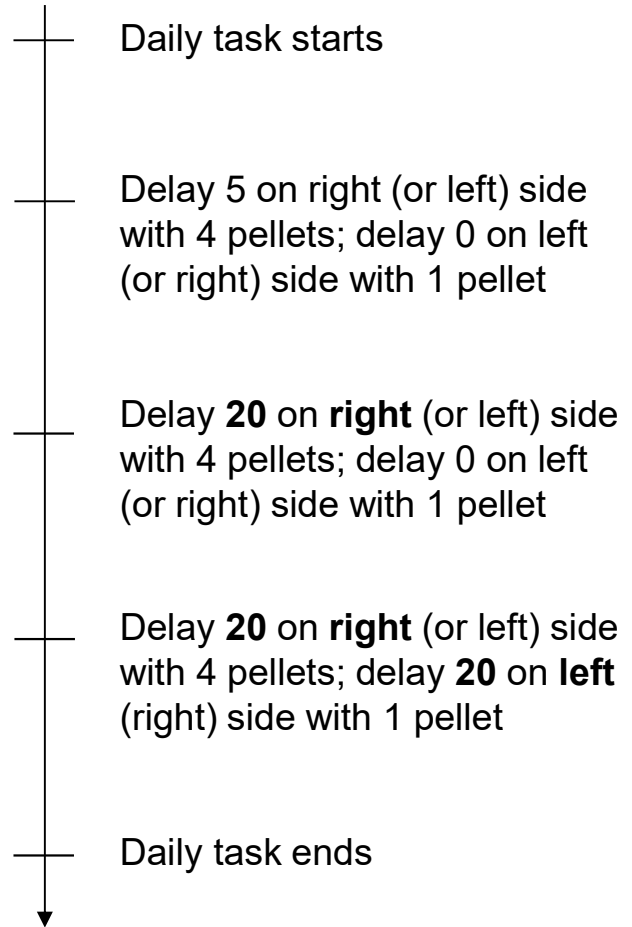 Daily task starts
Delay 5 on right (or left) side
with 4 pellets; delay 0 on left
(or right) side with 1 pellet
Delay 20 on right (or left) side
with 4 pellets; delay 0 on left
(or right) side with 1 pellet
Delay 20 on right (or left) side
with 4 pellets; delay 20 on left
(right) side with 1 pellet
Daily task ends